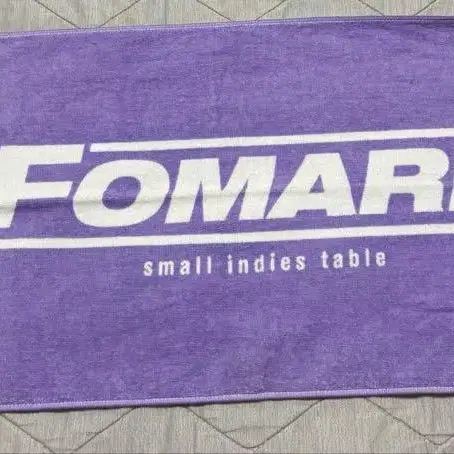 FOMAR
small indies table